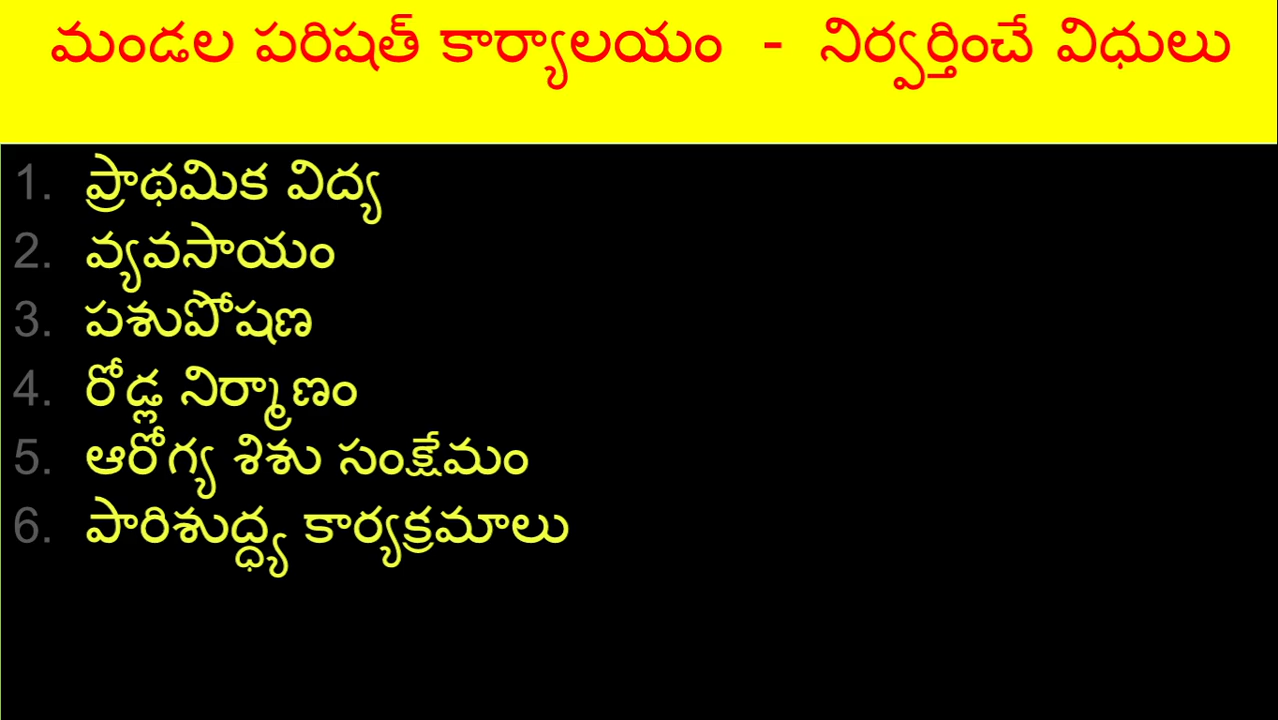 మండల పరిషత్ కార్యాలయం - నిర్వర్తించే విధులు
1. ప్రాథమిక విద్య
2. వ్యవసాయం
3. పశుపోషణ
4. రోడ్ల నిర్మాణం
5. ఆరోగ్య శిశు సంక్షేమం
6. పారిశుద్ధ్య కార్యక్రమాలు